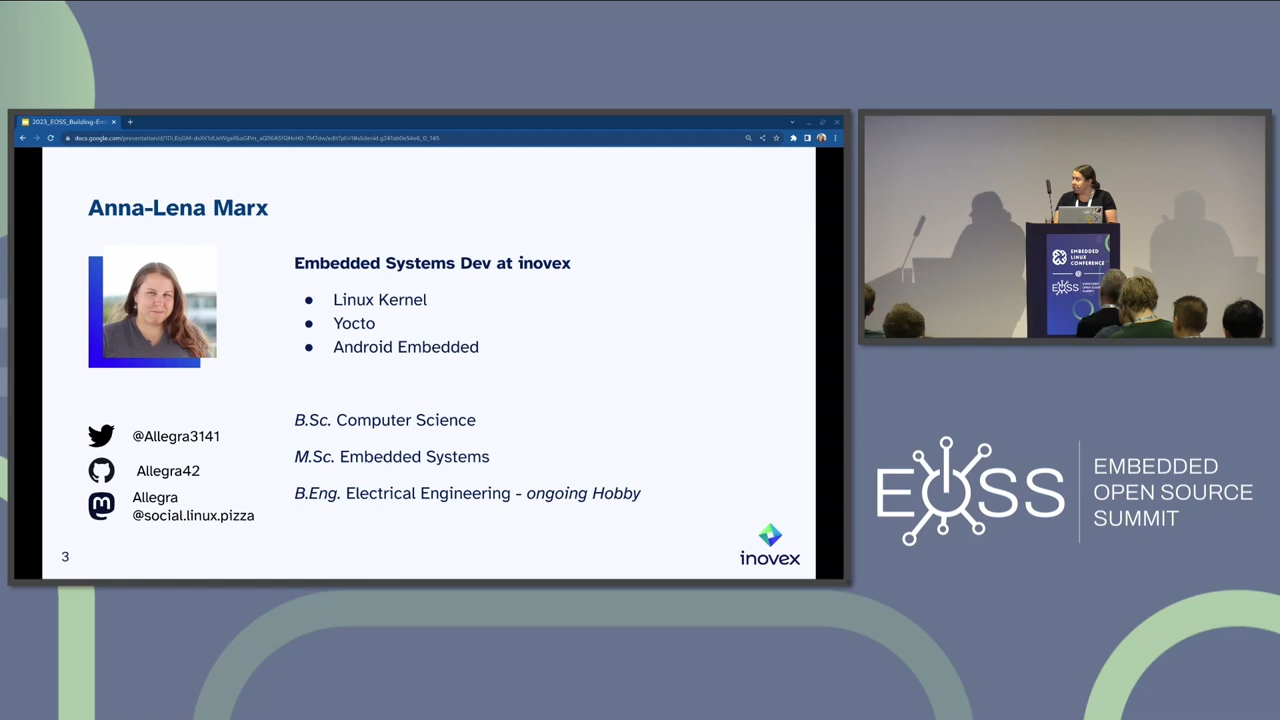 2023_EOSS_Building-Em
Anna-Lena Marx
Embedded Systems Dev at inovex
● Linux Kernel
● Yocto
● Android Embedded
B.Sc. Computer Science
M.Sc. Embedded Systems
B.Eng. Electrical Engineering - ongoing Hobby
@Allegra3141
Allegra42
Allegra
@social.linux.pizza
3
inovex
EMBEDDED
LINUX
CONFERENCE
@
EOSS
EOSS
EMBEDDED
OPEN SOURCE
SUMMIT